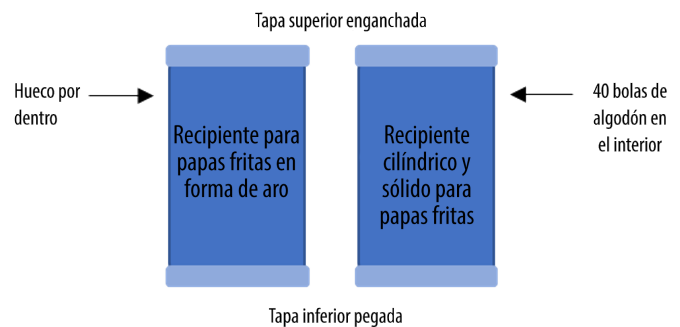 Tapa superior enganchada
Hueco por
dentro
Recipiente para
papas fritas en
forma de aro
Recipiente
cilíndrico y
sólido para
papas fritas
40 bolas de
algodón en
el interior
Tapa inferior pegada